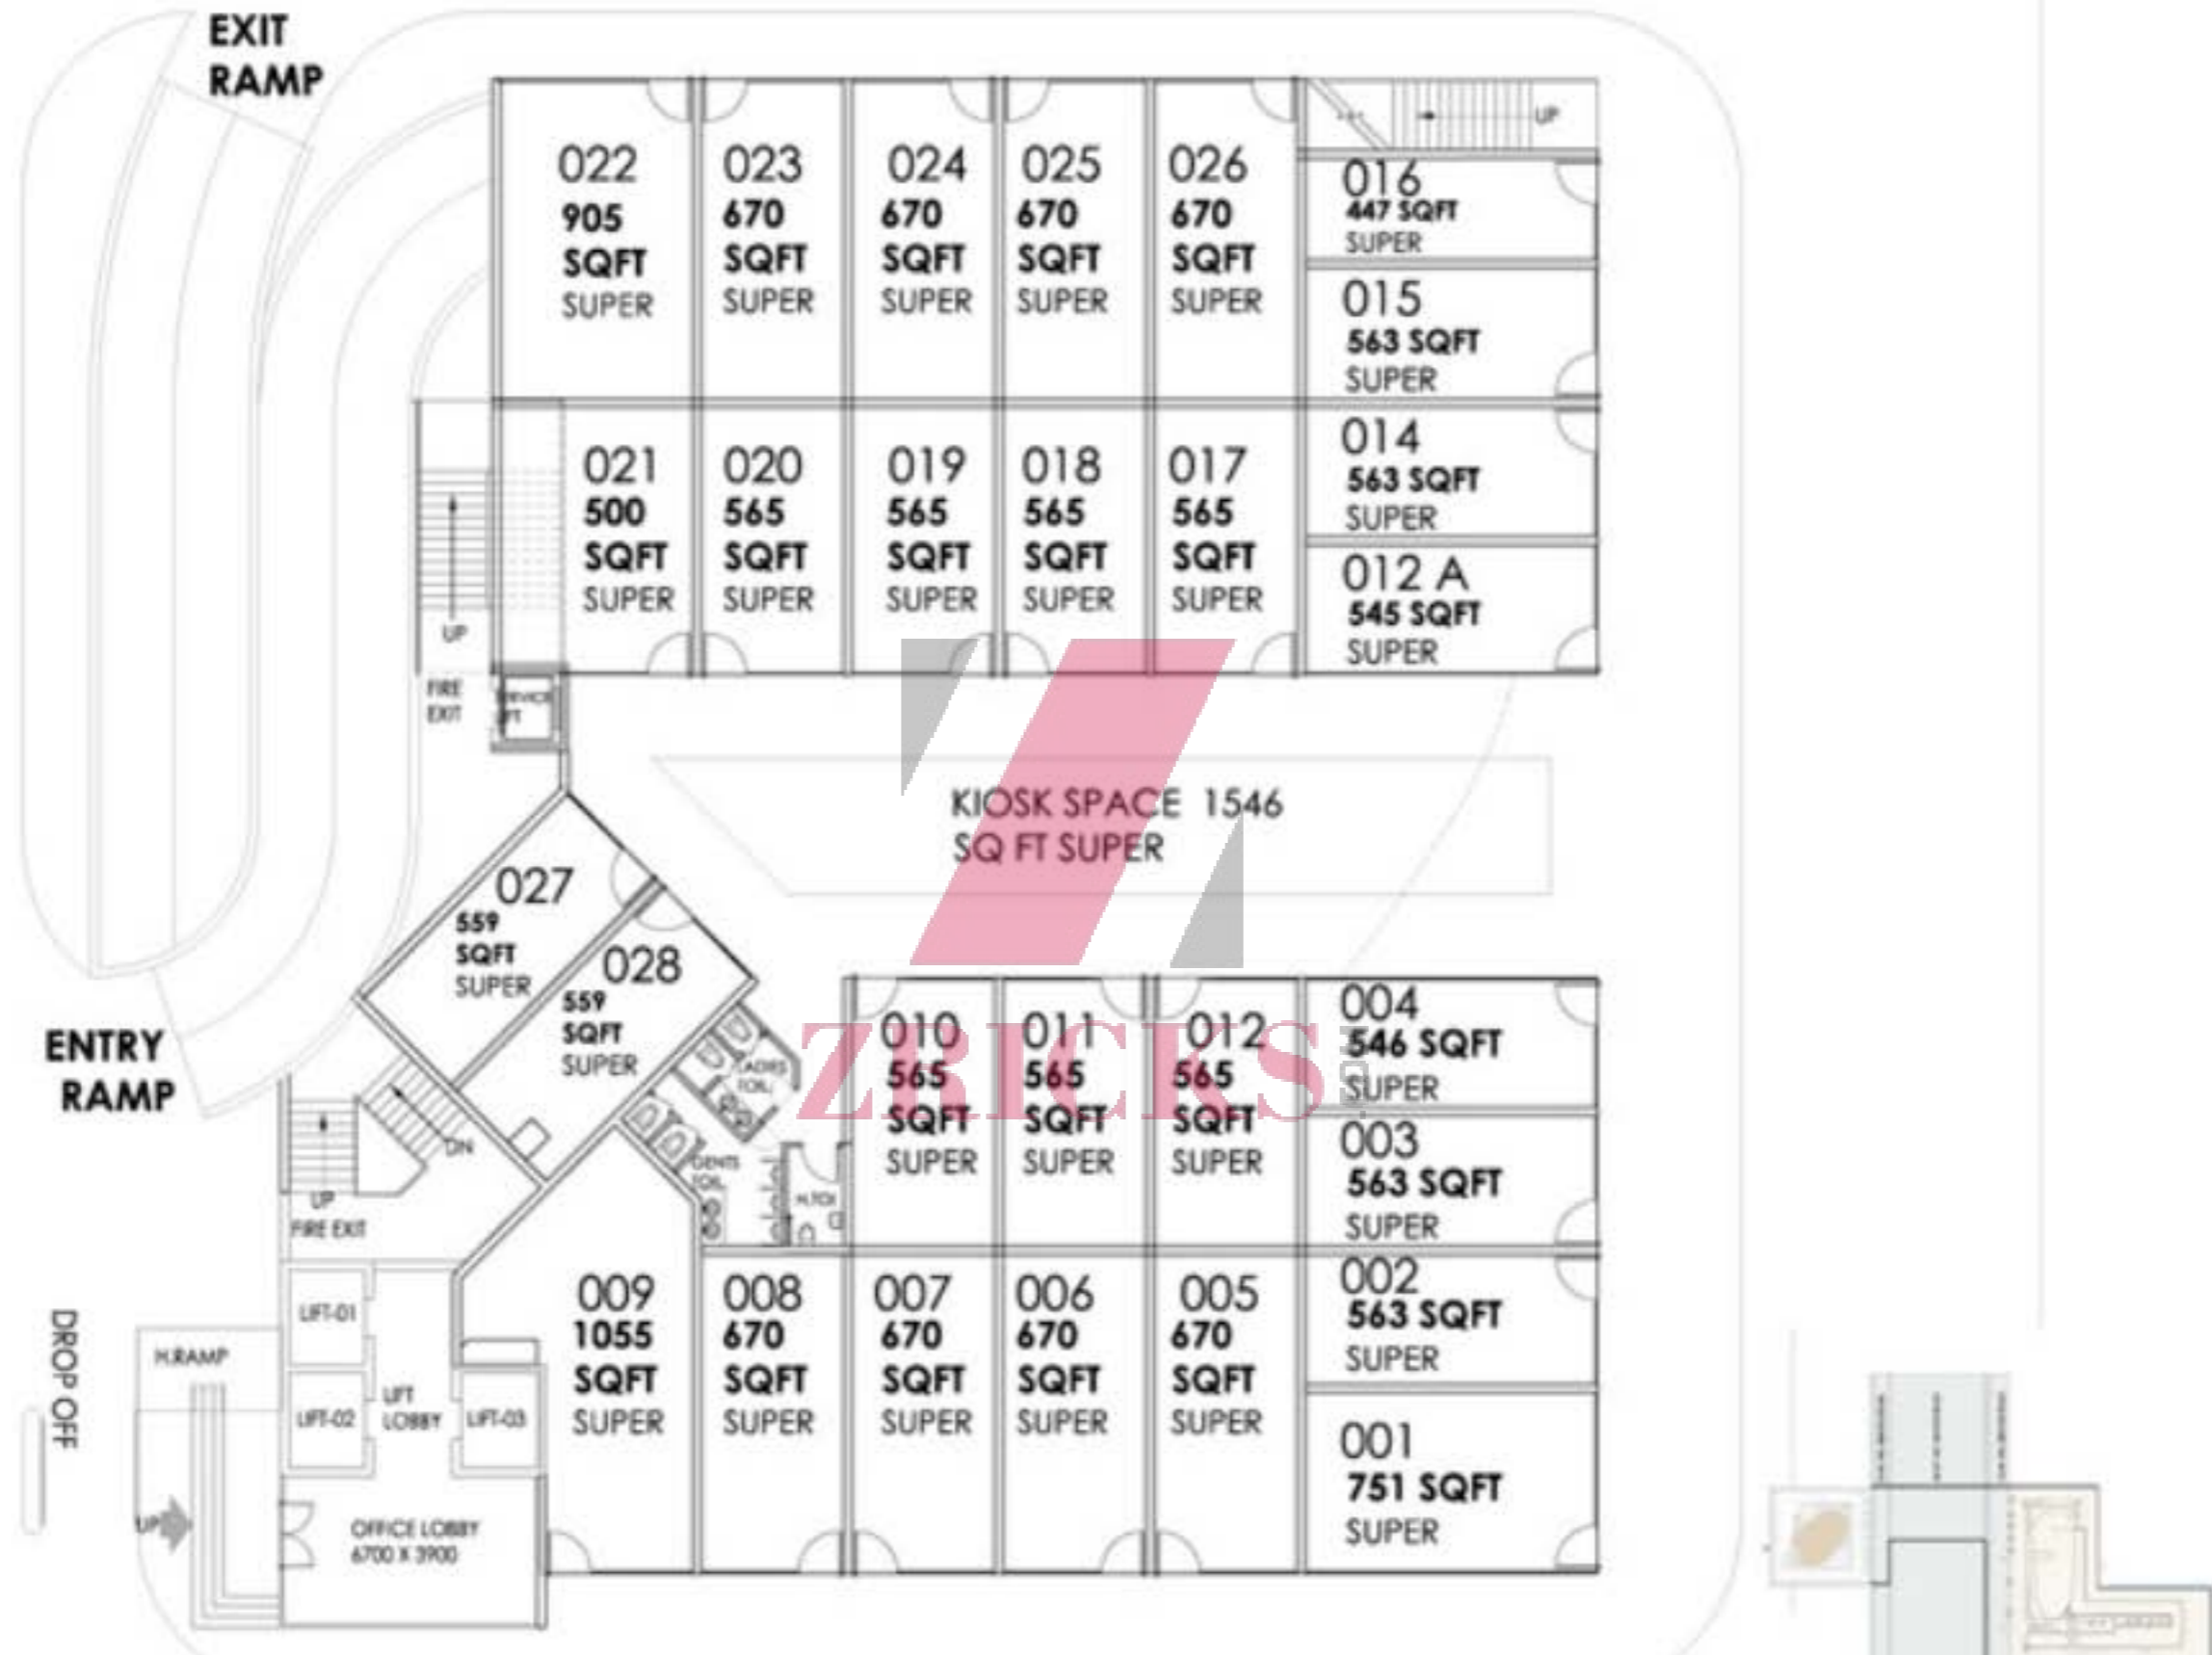 EXIT
RAMP
022
905
SQFT
SUPER
023
670
SQFT
SUPER
024
670
SQFT
SUPER
025
670
SQFT
SUPER
026
670
SQFT
SUPER
UP
016
447 SQFT
SUPER
015
563 SQFT
SUPER
014
563 SQFT
SUPER
012 A
545 SQFT
SUPER
021
500
SQFT
SUPER
020
565
SQFT
SUPER
019
565
SQFT
SUPER
018
565
SQFT
SUPER
017
565
SQFT
SUPER
UP
FIRE
EXIT
KIOSK SPACE 1546
SQ FT SUPER
027
559
SQFT
SUPER
028
559
SQFT
SUPER
ENTRY
RAMP
LADIES
TOIL.
GENTS
TOIL.
H.TOI
DN
UP
FIRE EXIT
010
565
SQFT
SUPER
011
565
SQFT
SUPER
012
565
SQFT
SUPER
004
546 SQFT
SUPER
003
563 SQFT
SUPER
002
563 SQFT
SUPER
001
751 SQFT
SUPER
ZRICKS
.COM
009
1055
SQFT
SUPER
008
670
SQFT
SUPER
007
670
SQFT
SUPER
006
670
SQFT
SUPER
005
670
SQFT
SUPER
LIFT-01
LIFT-02
LIFT
LOBBY
LIFT-03
H.RAMP
DROP OFF
UP
OFFICE LOBBY
6700 X 3900